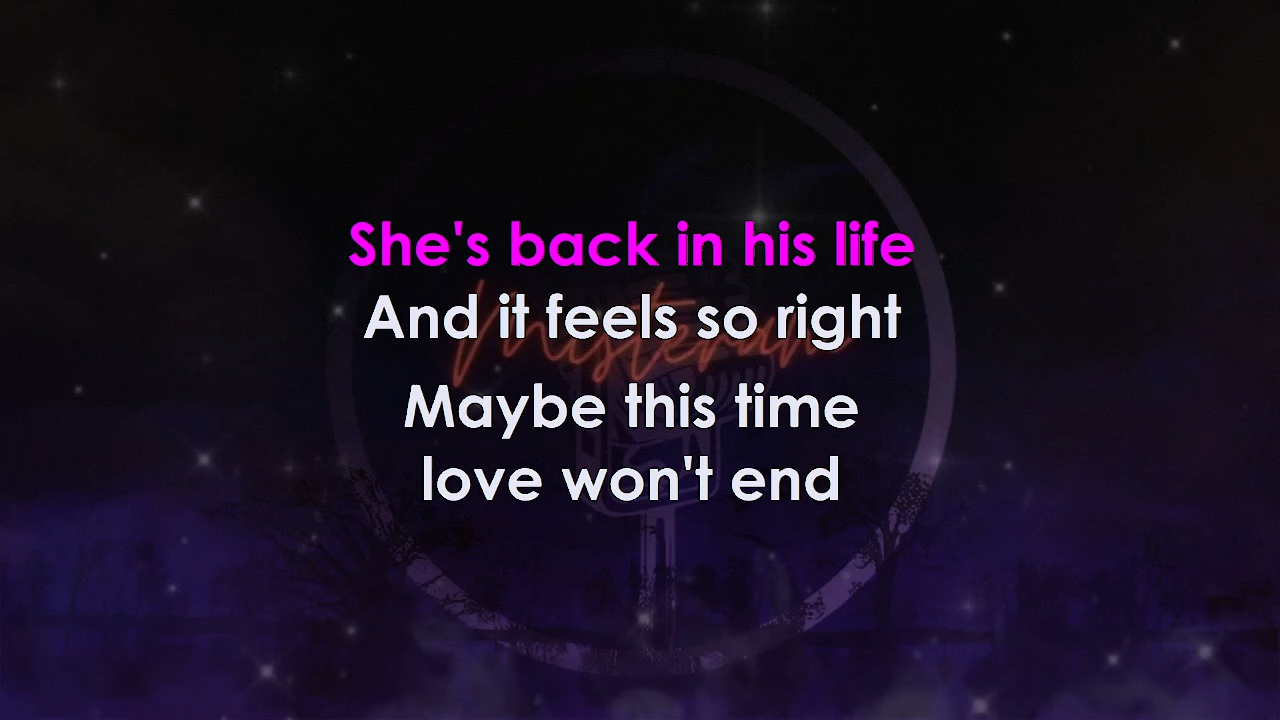 She's back in his life
And it feels so right
Maybe this time
love won't end